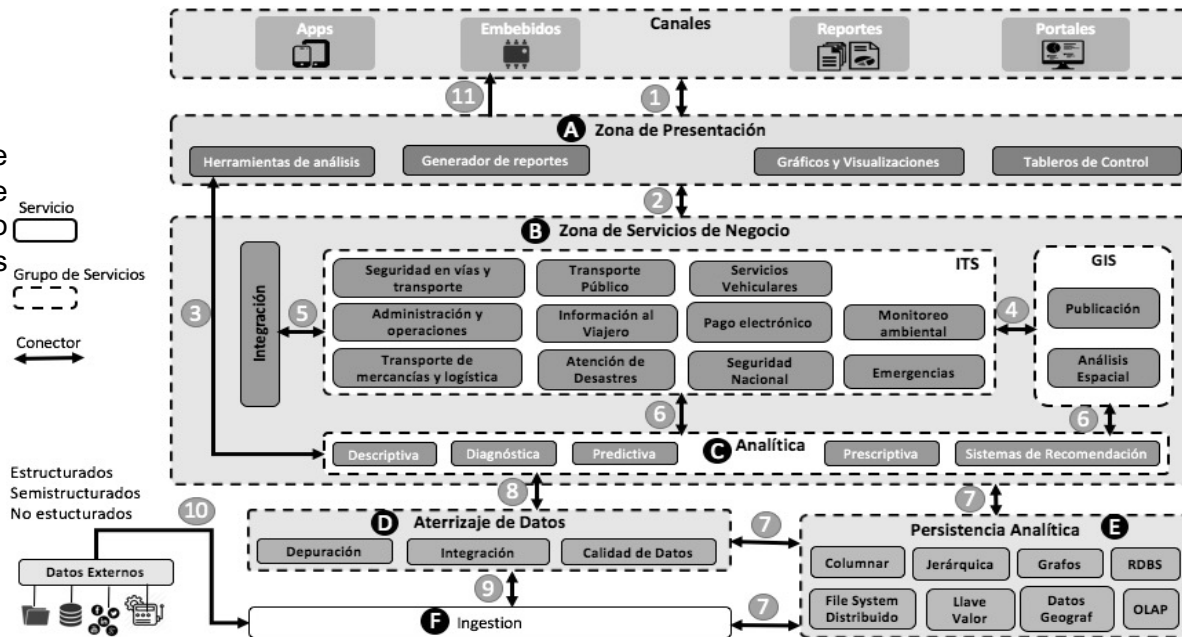 Canales
Apps
Embebidos
Reportes
Portales
11
1
A Zona de Presentación
Herramientas de análisis
Generador de reportes
Gráficos y Visualizaciones
Tableros de Control
e
e
o
s
Servicio
Grupo de Servicios
Conector
2
3
B Zona de Servicios de Negocio
Integración
5
ITS
Seguridad en vías y
transporte
Transporte
Público
Servicios
Vehiculares
Administración y
operaciones
Información al
Viajero
Pago electrónico
Monitoreo
ambiental
Transporte de
mercancías y logística
Atención de
Desastres
Seguridad
Nacional
Emergencias
4
GIS
Publicación
Análisis
Espacial
6
6
C Analítica
Descriptiva
Diagnóstica
Predictiva
Prescriptiva
Sistemas de Recomendación
Estructurados
Semistructurados
No estucturados
10
8
7
D Aterrizaje de Datos
Depuración
Integración
Calidad de Datos
7
Persistencia Analítica E
Columnar
Jerárquica
Grafos
RDBS
File System
Distribuido
Llave
Valor
Datos
Geograf
OLAP
Datos Externos
9
7
F Ingestion